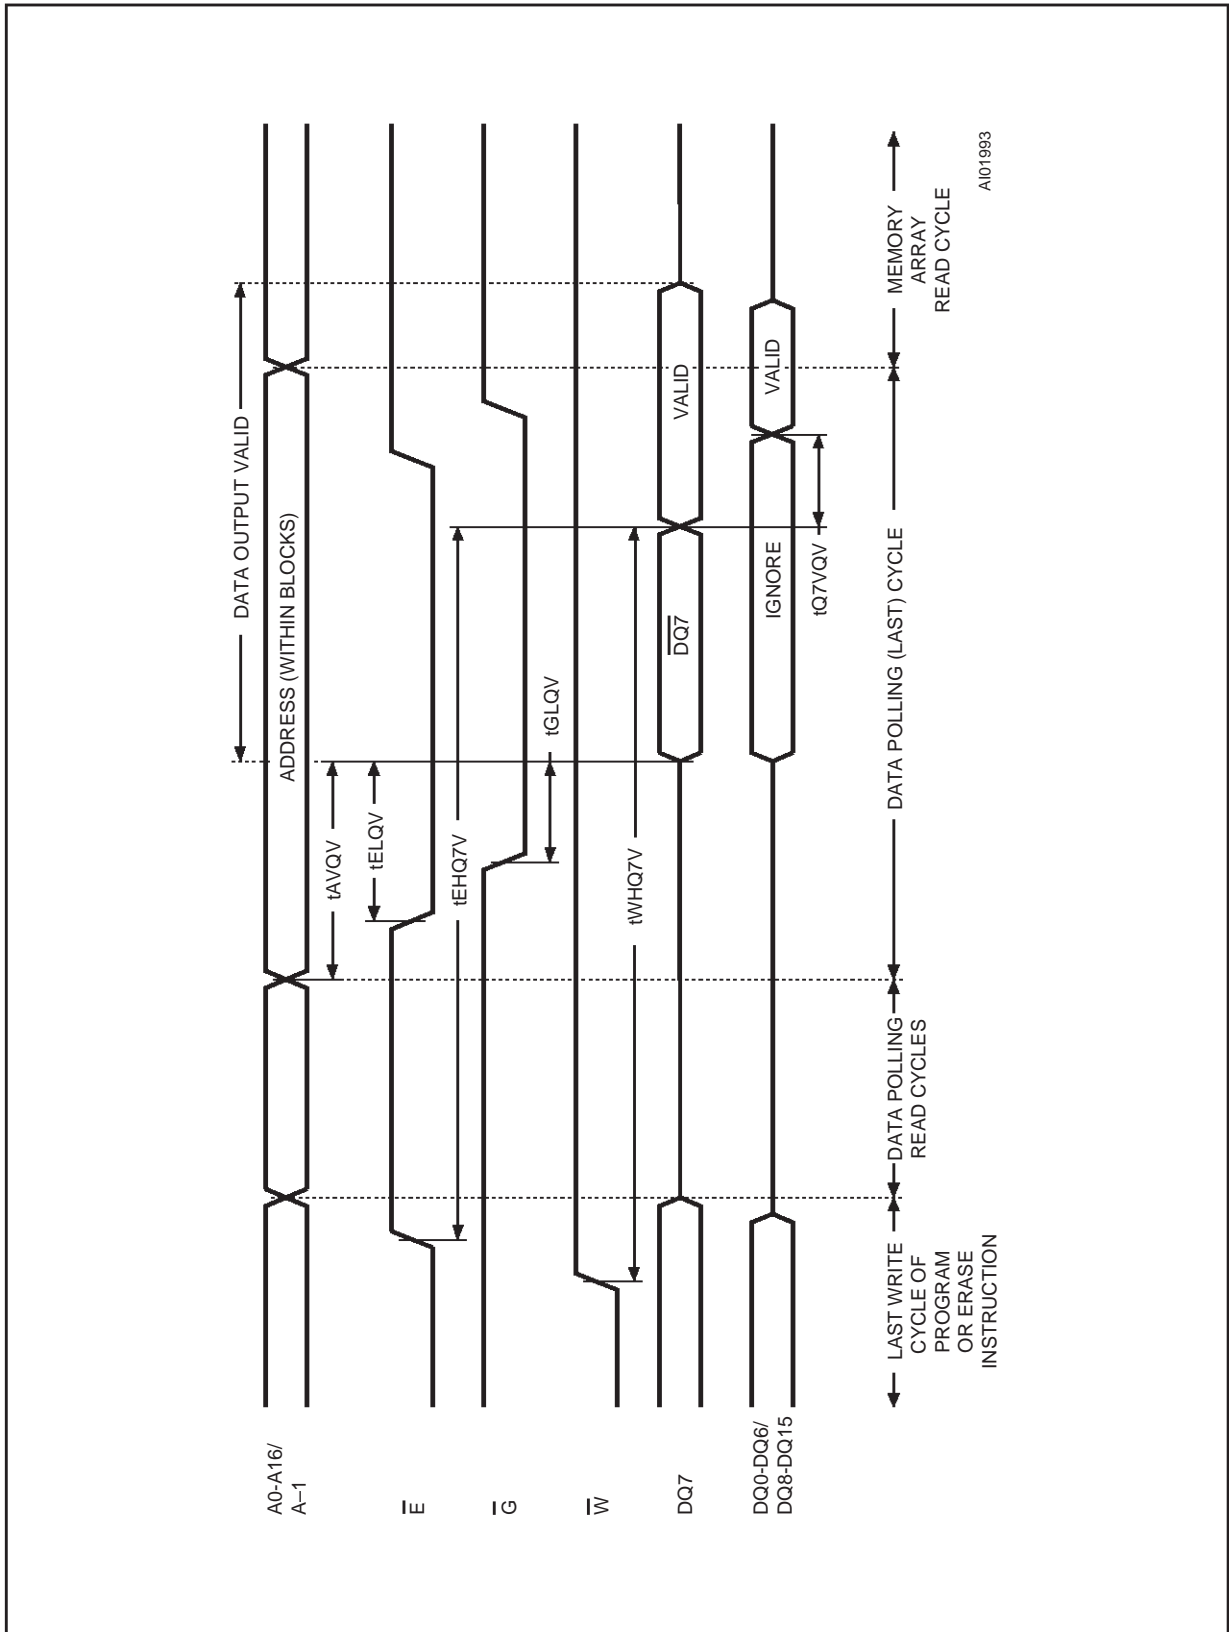 DATA OUTPUT VALID
A0-A16/
A–1
ADDRESS (WITHIN BLOCKS)
tAVQV
tELQV
E
tEHQ7V
G
tGLQV
W
tWHQ7V
DQ7
DQ7
VALID
DQ0-DQ6/
DQ8-DQ15
IGNORE
VALID
tQ7VQV
LAST WRITE
CYCLE OF
PROGRAM
OR ERASE
INSTRUCTION
DATA POLLING
READ CYCLES
DATA POLLING (LAST) CYCLE
MEMORY
ARRAY
READ CYCLE
AI01993